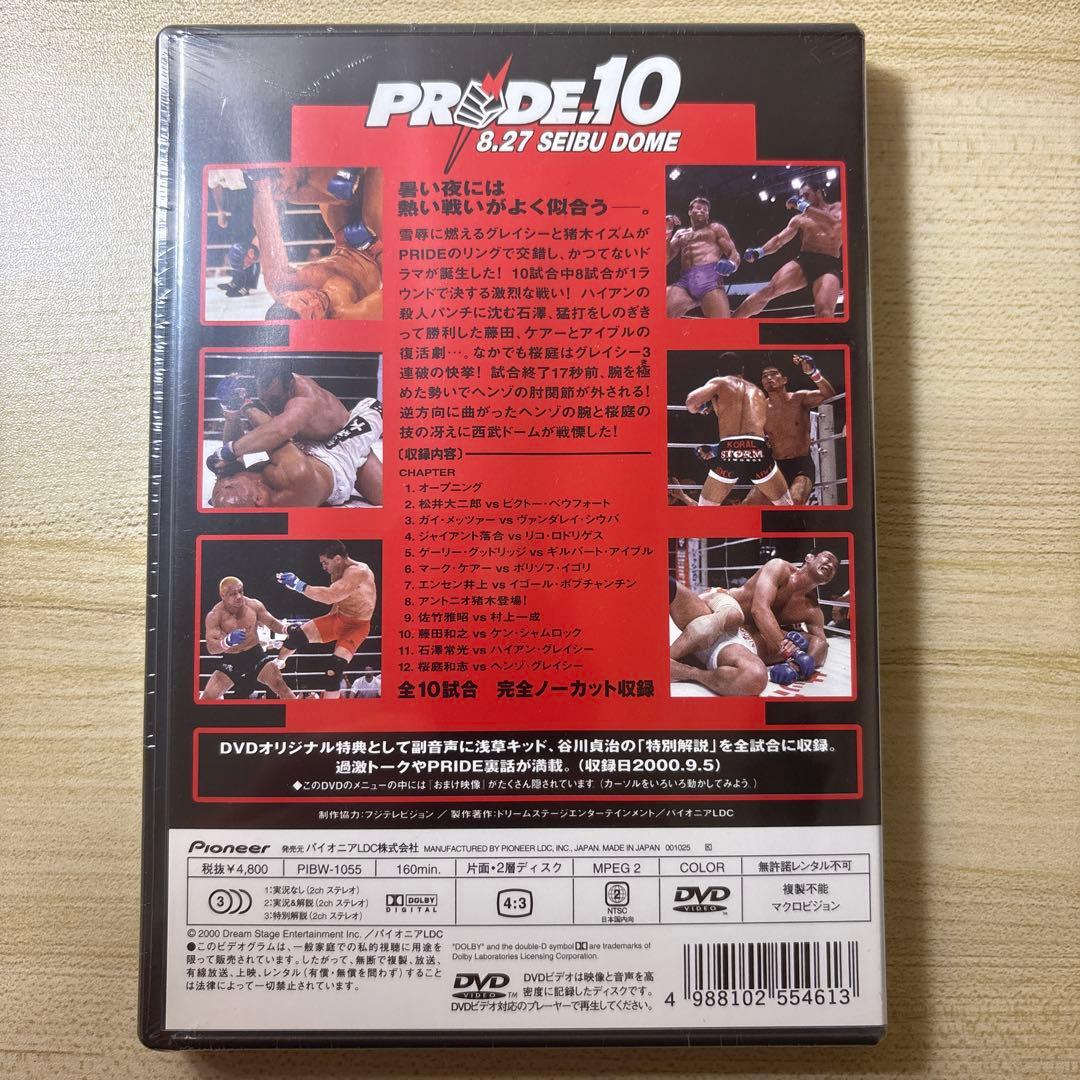 PRIDE.10
8.27 SEIBU DOME
暑い夜には
熱い戦いがよく似合う──。
雪辱に燃えるグレイシーと猪木イズムが
PRIDEのリングで交錯し、かつてないド
ラマが誕生した! 10試合中8試合が1ラ
ウンドで決する激烈な戦い! ハイアンの
殺人パンチに沈む石澤、猛打をしのぎき
って勝利した藤田、ケアーとアイブルの
復活劇…。なかでも桜庭はグレイシー3
連破の快挙! 試合終了17秒前、腕を極
めた勢いでヘンゾの肘関節が外される!
逆方向に曲がったヘンゾの腕と桜庭の
技の冴えに西武ドームが戦慄した!
〔収録内容〕
CHAPTER
1. オープニング
2. 松井大二郎 vs ビクトー・ベウフォート
3. ガイ・メッツァー vs ヴァンダレイ・シウバ
4. ジャイアント落合 vs リコ・ロドリゲス
5. ゲーリー・グッドリッジ vs ギルバート・アイブル
6. マーク・ケアー vs ボリソフ・イゴリ
7. エンセン井上 vs イゴール・ボブチャンチン
8. アントニオ猪木登場!
9. 佐竹雅昭 vs 村上一成
10. 藤田和之 vs ケン・シャムロック
11. 石澤常光 vs ハイアン・グレイシー
12. 桜庭和志 vs ヘンゾ・グレイシー
全10試合 完全ノーカット収録
KORAL
STORM
DVDオリジナル特典として副音声に浅草キッド、谷川貞治の「特別解説」を全試合に収録。
過激トークやPRIDE裏話が満載。(収録日2000.9.5)
◆このDVDのメニューの中には「おまけ映像」がたくさん隠されています(カーソルをいろいろ動かしてみよう。)
制作協力:フジテレビジョン / 製作著作:ドリームステージエンターテインメント/パイオニアLDC
Pioneer 発売元 パイオニアLDC株式会社 MANUFACTURED BY PIONEER LDC, INC., JAPAN. MADE IN JAPAN 001025
税抜¥4,800 PIBW-1055 160min. 片面・2層ディスク MPEG 2 COLOR 無許諾レンタル不可
3 1:実況なし(2ch ステレオ)
2:実況&解説(2ch ステレオ)
3:特別解説(2ch ステレオ)
DOLBY
DIGITAL
4:3
2
NTSC
日本国内向
DVD
VIDEO
TM
複製不能
マクロビジョン
© 2000 Dream Stage Entertainment Inc. /パイオニアLDC
●このビデオグラムは、一般家庭での私的視聴に用途を
限って販売されています。したがって、無断で複製、放送、
有線放送、上映、レンタル(有償・無償を問わず)すること
は法律によって一切禁止されています。
"DOLBY" and the double-D symbol are trademarks of
Dolby Laboratories Licensing Corporation.
DVD
VIDEO
TM
DVDビデオは映像と音声を高
密度に記録したディスクです。
DVDビデオ対応のプレーヤーで再生してください。
4 988102 554613